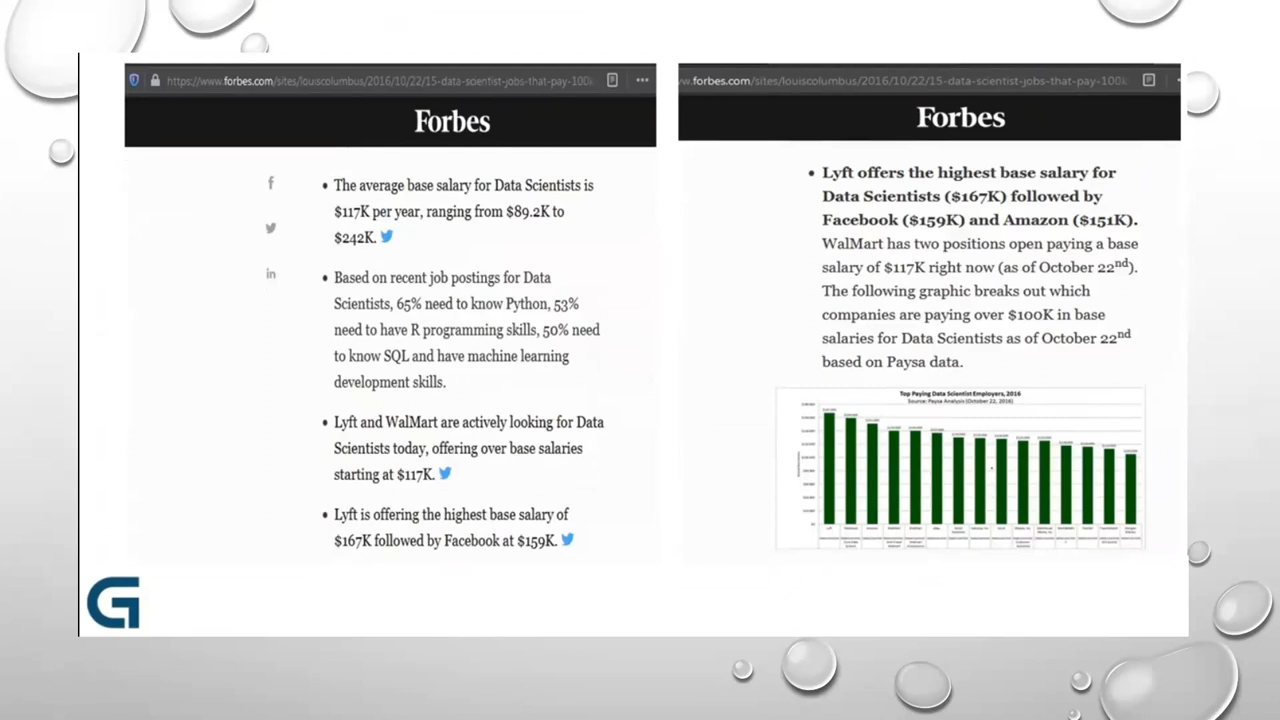 https://www.forbes.com/sites/louiscolumbus/2016/10/22/15-data-scientist-jobs-that-pay-100k
Forbes
• The average base salary for Data Scientists is
$117K per year, ranging from $89.2K to
$242K.
• Based on recent job postings for Data
Scientists, 65% need to know Python, 53%
need to have R programming skills, 50% need
to know SQL and have machine learning
development skills.
• Lyft and WalMart are actively looking for Data
Scientists today, offering over base salaries
starting at $117K.
• Lyft is offering the highest base salary of
$167K followed by Facebook at $159K.
w.forbes.com/sites/louiscolumbus/2016/10/22/15-data-scientist-jobs-that-pay-100k
Forbes
• Lyft offers the highest base salary for
Data Scientists ($167K) followed by
Facebook ($159K) and Amazon ($151K).
WalMart has two positions open paying a base
salary of $117K right now (as of October 22nd).
The following graphic breaks out which
companies are paying over $100K in base
salaries for Data Scientists as of October 22nd
based on Paysa data.
Top Paying Data Scientist Employers, 2016
Source: Paysa Analysis (October 22, 2016)